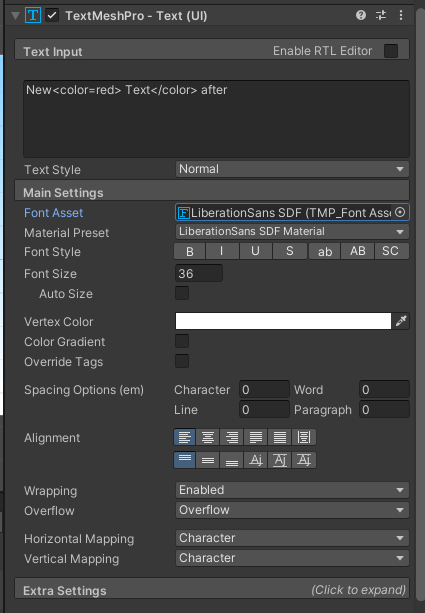 TextMeshPro - Text (UI)
Text Input Enable RTL Editor
New<color=red> Text</color> after
Text Style Normal
Main Settings
Font Asset LiberationSans SDF (TMP_Font Asse
Material Preset LiberationSans SDF Material
Font Style B I U S ab AB SC
Font Size 36
Auto Size
Vertex Color
Color Gradient
Override Tags
Spacing Options (em) Character 0 Word 0
Line 0 Paragraph 0
Alignment
Wrapping Enabled
Overflow Overflow
Horizontal Mapping Character
Vertical Mapping Character
Extra Settings (Click to expand)